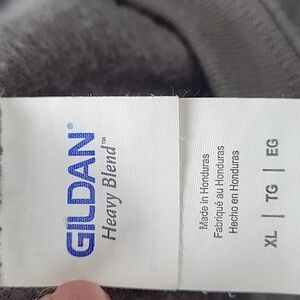 GILDAN®
Heavy Blend™
Made in Honduras
Fabriqué au Honduras
Hecho en Honduras
XL | TG | EG